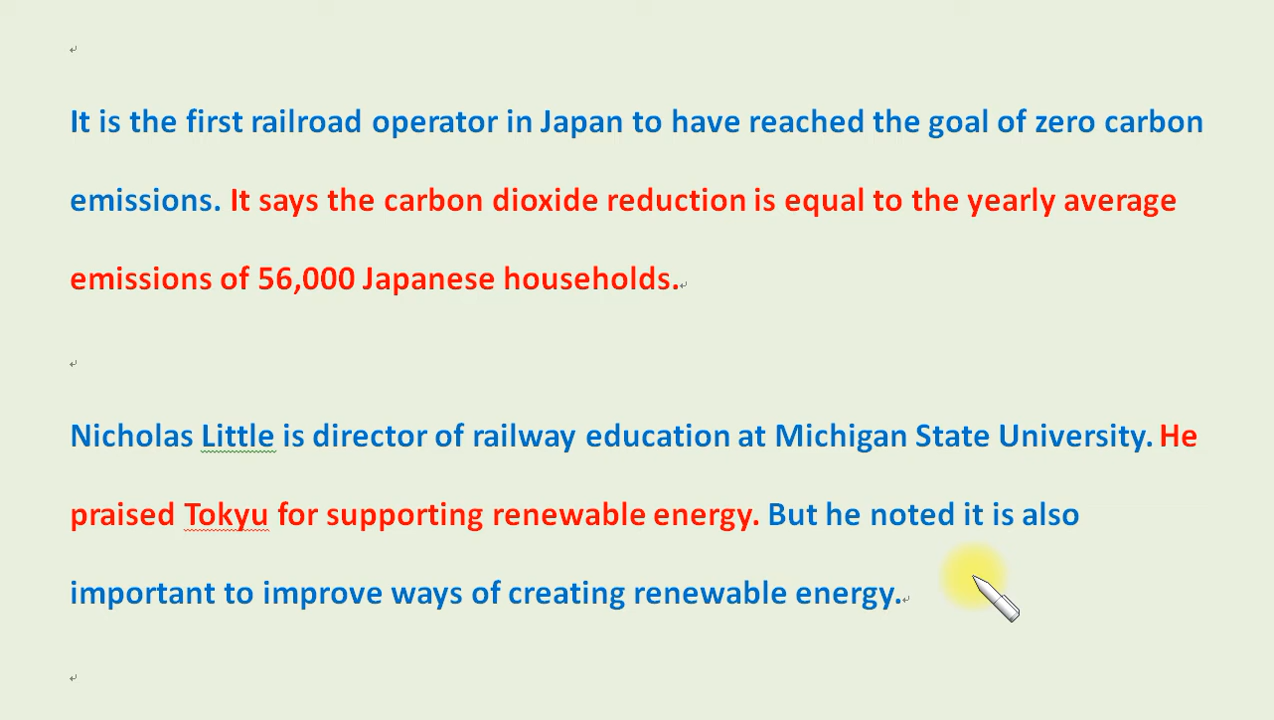 It is the first railroad operator in Japan to have reached the goal of zero carbon
emissions. It says the carbon dioxide reduction is equal to the yearly average
emissions of 56,000 Japanese households.
Nicholas Little is director of railway education at Michigan State University. He
praised Tokyu for supporting renewable energy. But he noted it is also
important to improve ways of creating renewable energy.